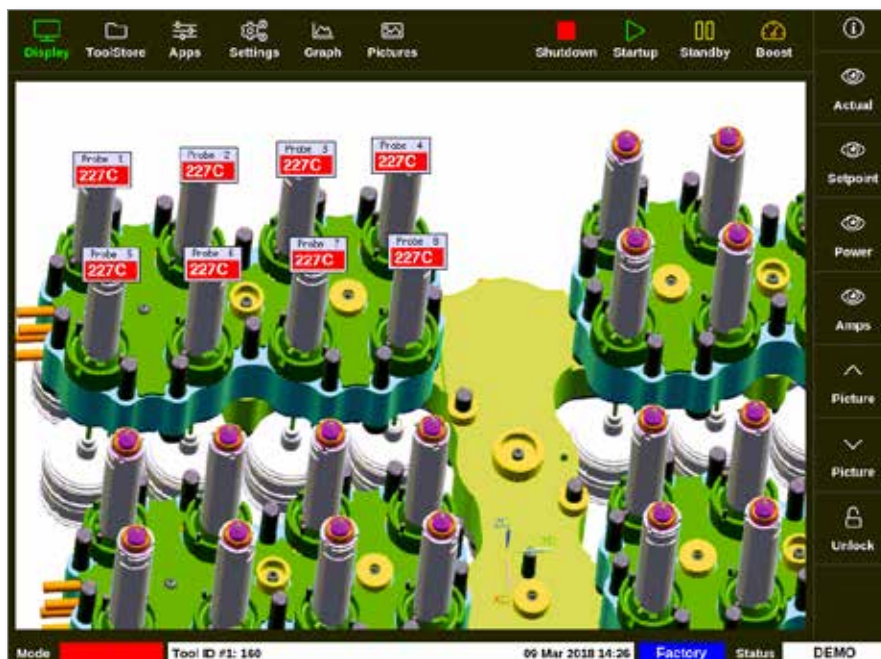 Display ToolStore Apps Settings Graph Pictures Shutdown Startup Standby Boost
Actual
Setpoint
Power
Amps
Picture
Picture
Unlock
Probe 1
227C
Probe 2
227C
Probe 3
227C
Probe 4
227C
Probe 5
227C
Probe 6
227C
Probe 7
227C
Probe 8
227C
Mode Tool ID #1: 160 09 Mar 2018 14:26 Factory Status DEMO